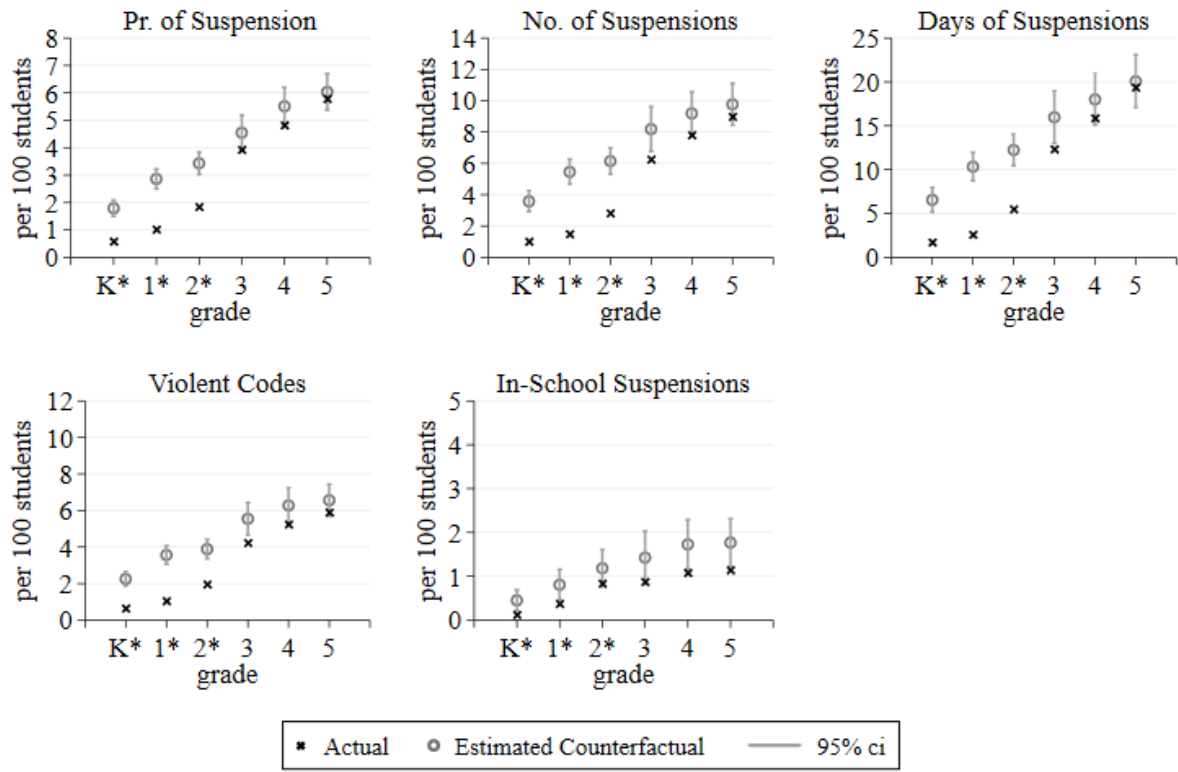 Pr. of Suspension
8
7
6
5
4
3
2
1
0
per 100 students
K* 1* 2* 3 4 5
grade
No. of Suspensions
14
12
10
8
6
4
2
0
per 100 students
K* 1* 2* 3 4 5
grade
Days of Suspensions
25
20
15
10
5
0
per 100 students
K* 1* 2* 3 4 5
grade
Violent Codes
12
10
8
6
4
2
0
per 100 students
K* 1* 2* 3 4 5
grade
In-School Suspensions
5
4
3
2
1
0
per 100 students
K* 1* 2* 3 4 5
grade
Actual Estimated Counterfactual 95% ci